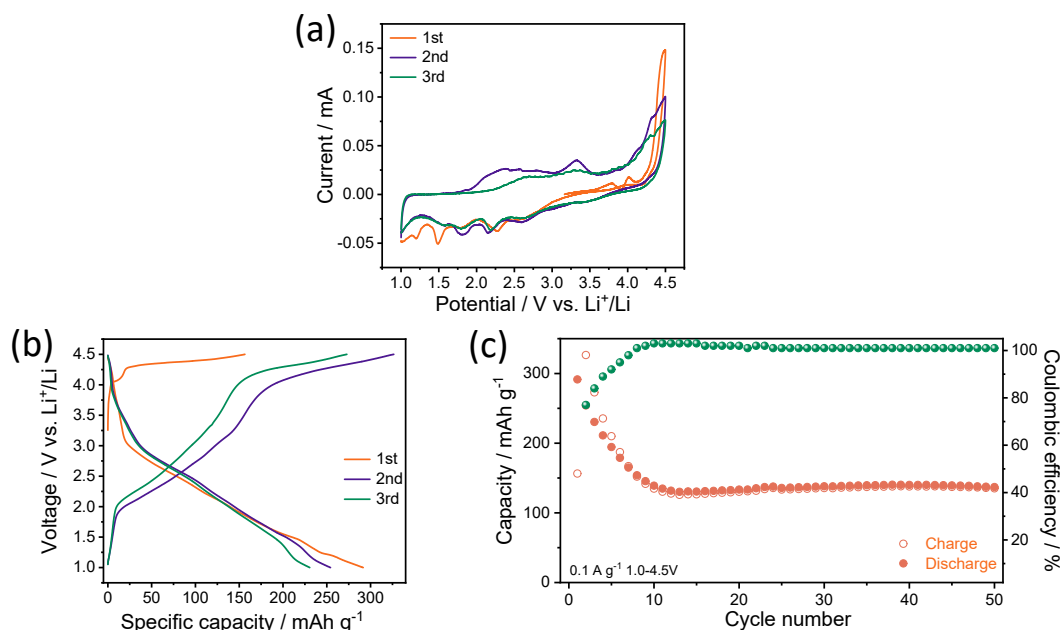 (a)
1st
2nd
3rd
0.15
0.10
0.05
0.00
-0.05
Current / mA
1.0 1.5 2.0 2.5 3.0 3.5 4.0 4.5
Potential / V vs. Li⁺/Li
(b)
4.5
4.0
3.5
3.0
2.5
2.0
1.5
1.0
Voltage / V vs. Li⁺/Li
1st
2nd
3rd
0 50 100 150 200 250 300
Specific capacity / mAh g⁻¹
(c)
300
250
200
150
100
50
0
Capacity / mAh g⁻¹
100
80
60
40
20
Coulombic efficiency / %
Charge
Discharge
0.1 A g⁻¹ 1.0-4.5V
0 10 20 30 40 50
Cycle number